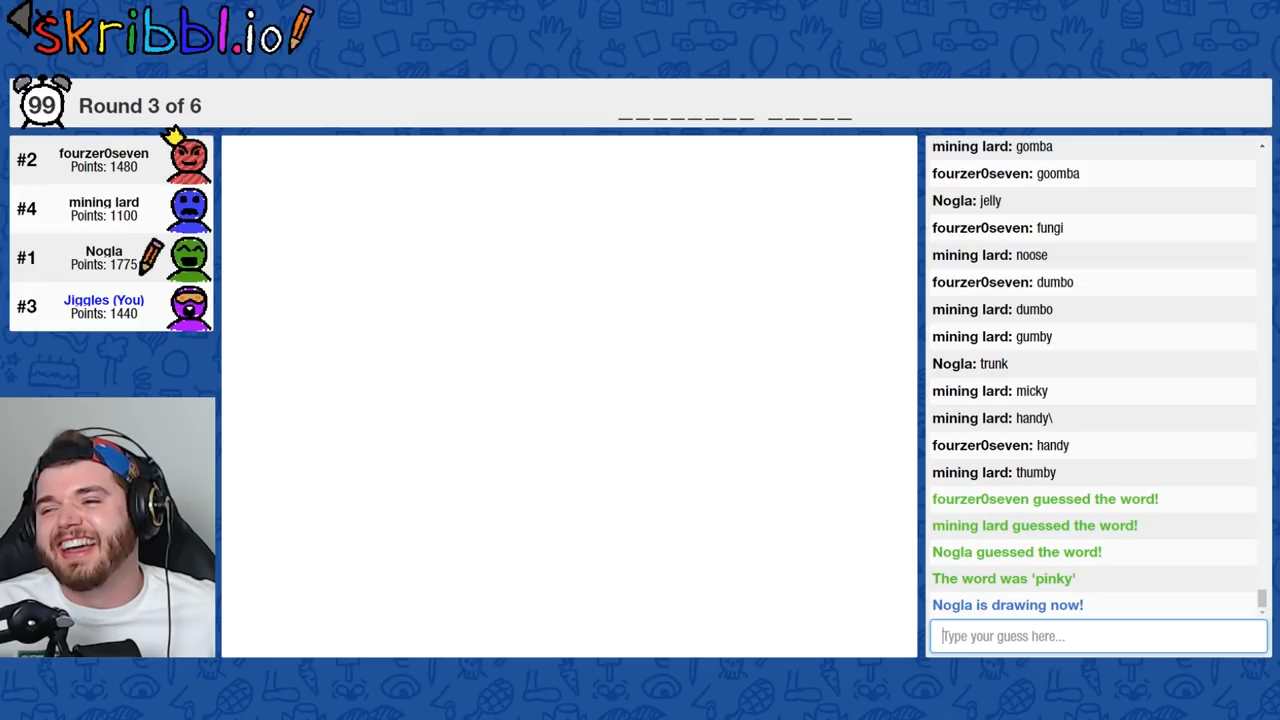 skribbl.io
99
Round 3 of 6
________ _____
#2
fourzer0seven
Points: 1480
#4
mining lard
Points: 1100
#1
Nogla
Points: 1775
#3
Jiggles (You)
Points: 1440
mining lard: gomba
fourzer0seven: goomba
Nogla: jelly
fourzer0seven: fungi
mining lard: noose
fourzer0seven: dumbo
mining lard: dumbo
mining lard: gumby
Nogla: trunk
mining lard: micky
mining lard: handy\
fourzer0seven: handy
mining lard: thumby
fourzer0seven guessed the word!
mining lard guessed the word!
Nogla guessed the word!
The word was 'pinky'
Nogla is drawing now!
Type your guess here...